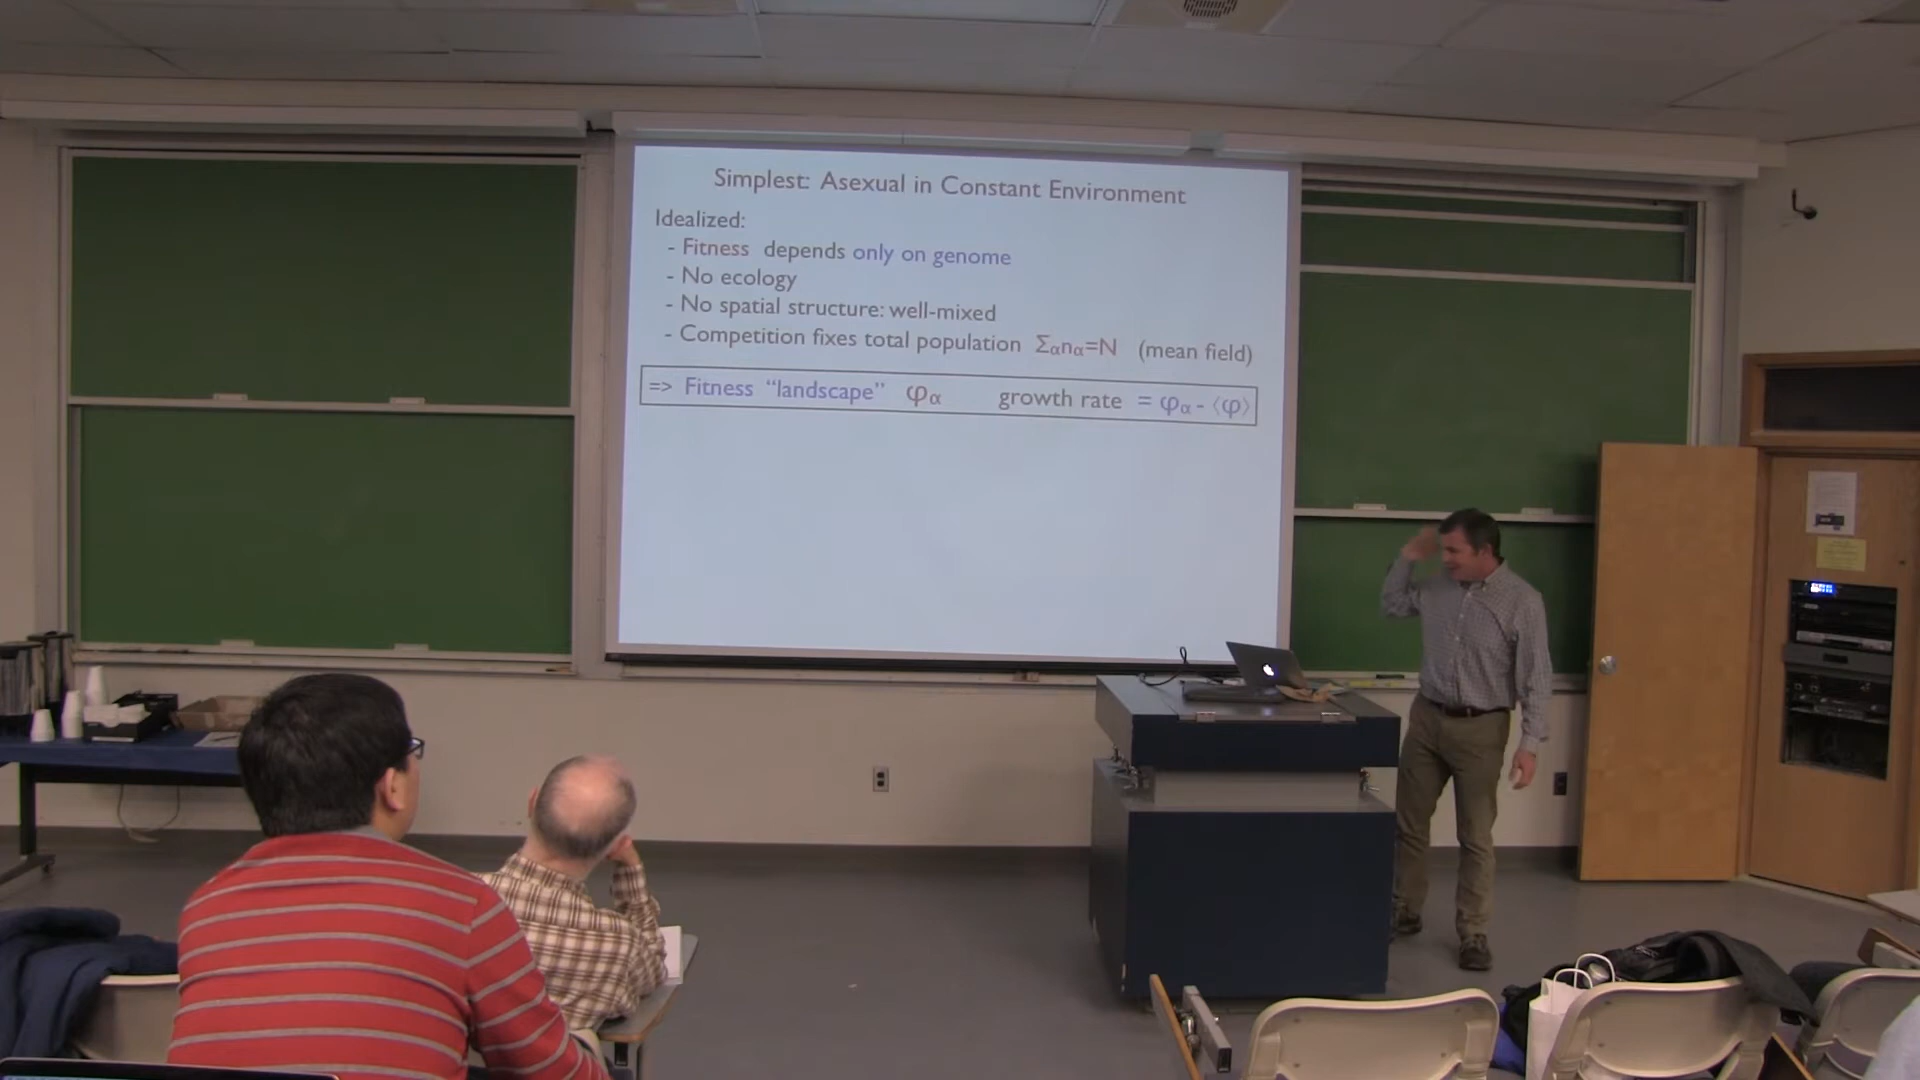 Simplest: Asexual in Constant Environment
Idealized:
- Fitness depends only on genome
- No ecology
- No spatial structure: well-mixed
- Competition fixes total population Σαnα=N (mean field)
=> Fitness “landscape” φα growth rate = φα - ⟨φ⟩